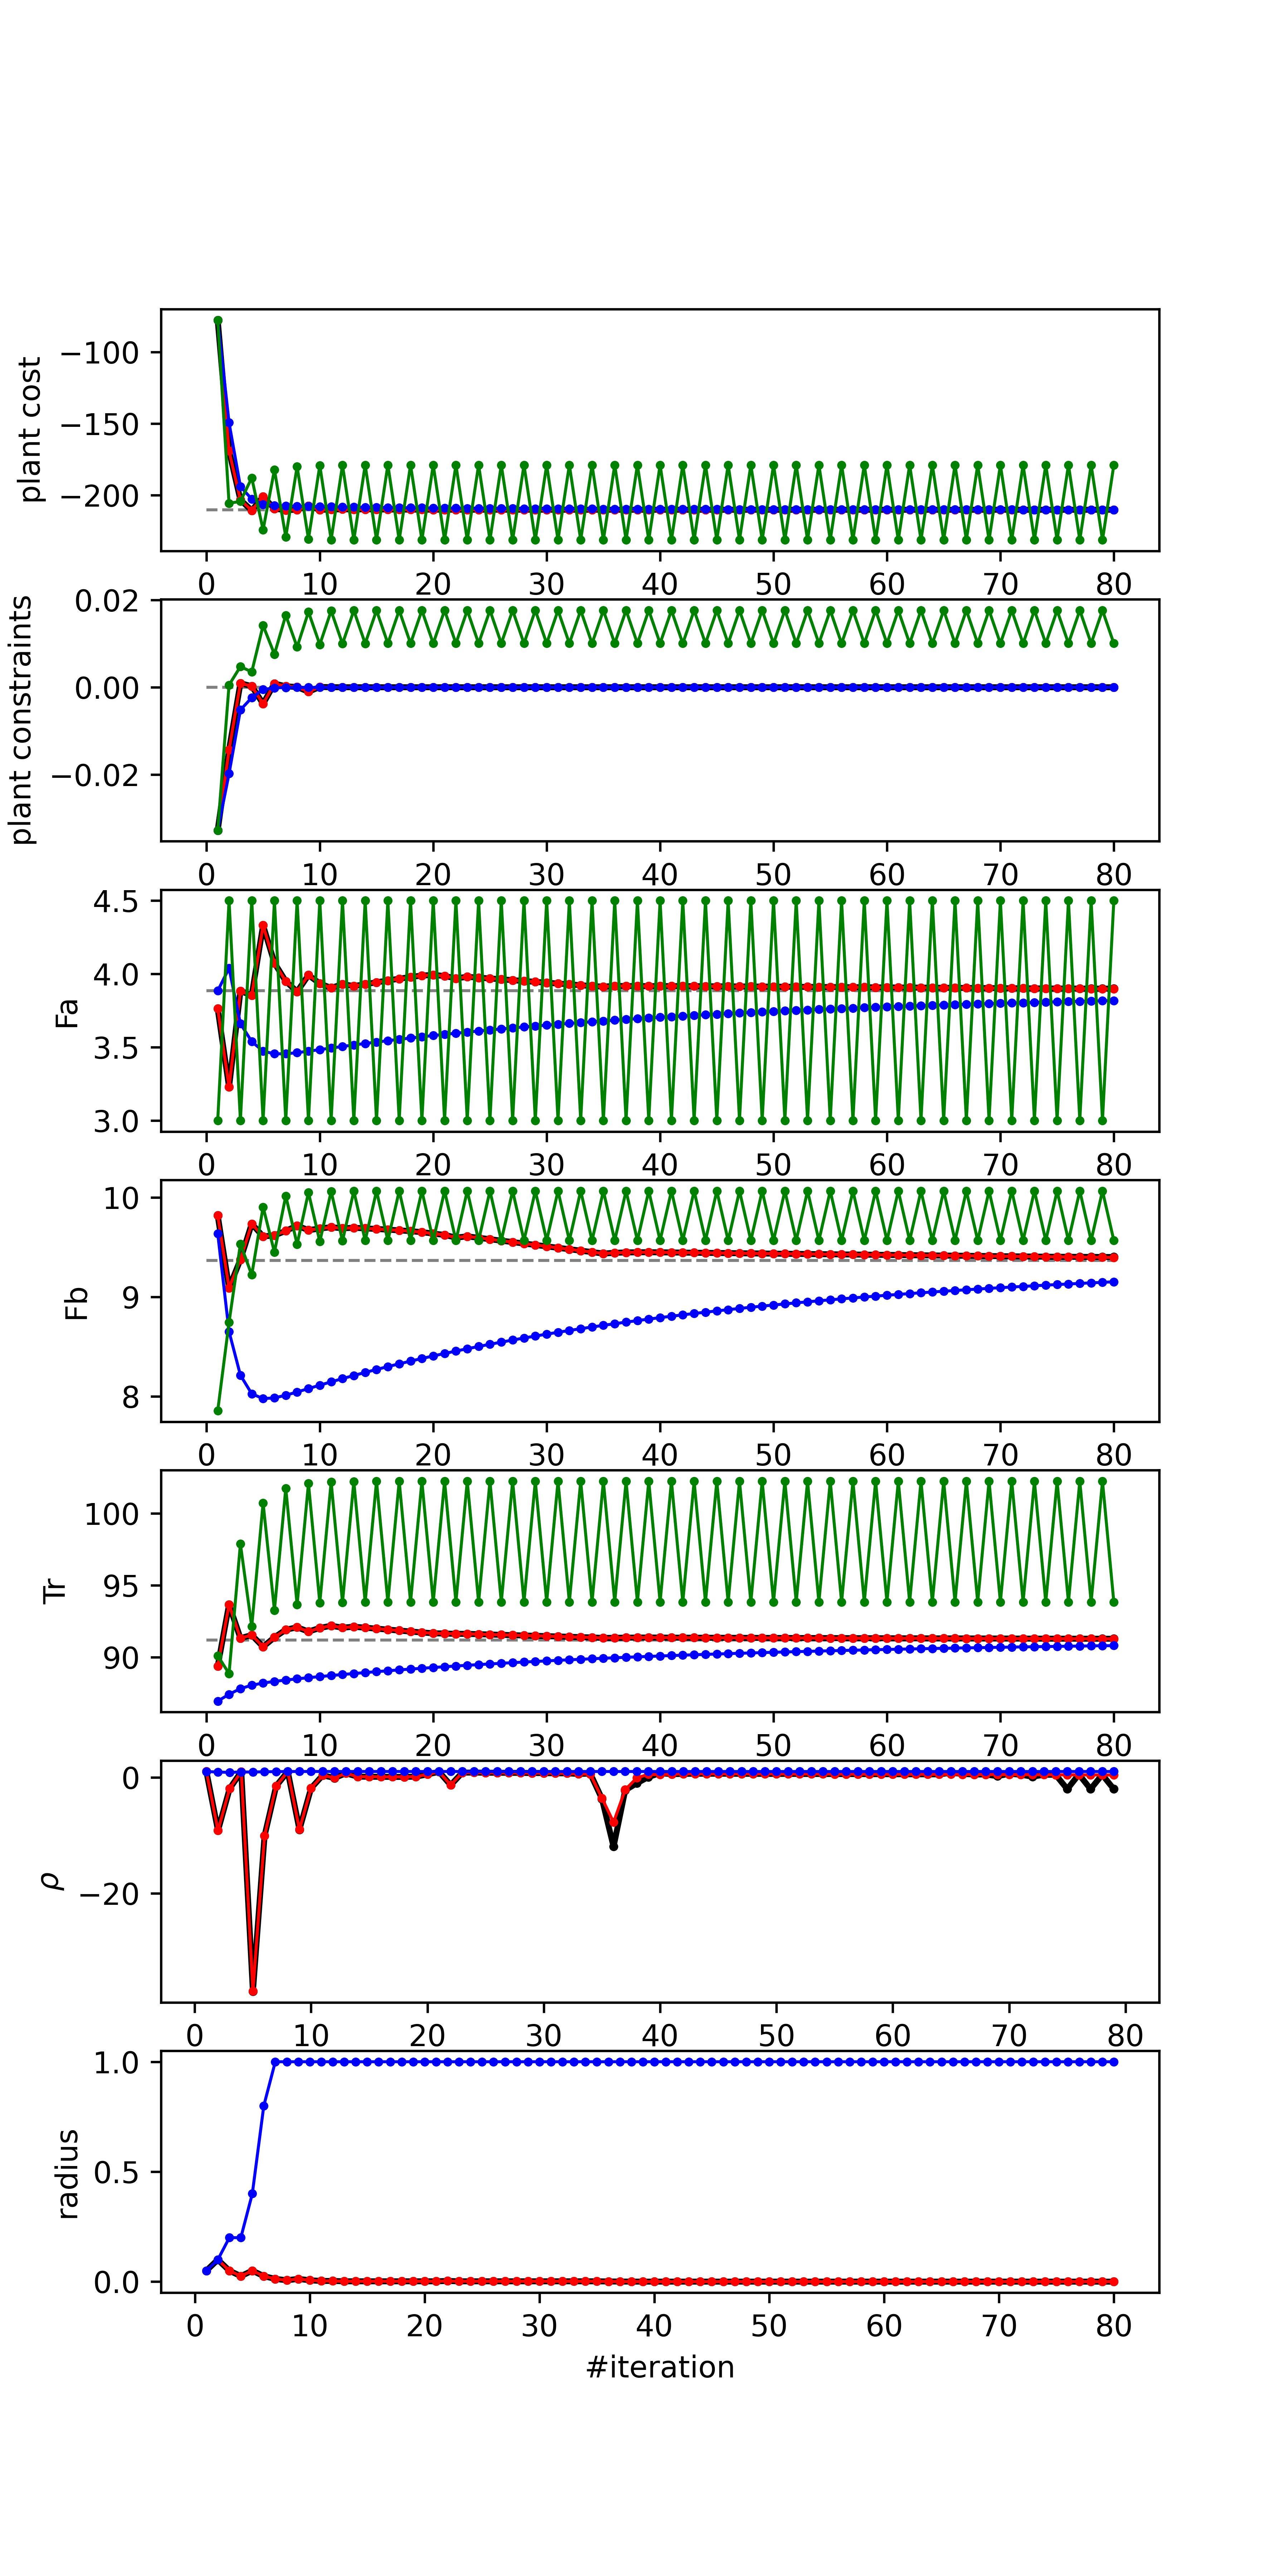 plant cost
−100
−150
−200
0 10 20 30 40 50 60 70 80
plant constraints
0.02
0.00
−0.02
0 10 20 30 40 50 60 70 80
Fa
4.5
4.0
3.5
3.0
0 10 20 30 40 50 60 70 80
Fb
10
9
8
0 10 20 30 40 50 60 70 80
Tr
100
95
90
0 10 20 30 40 50 60 70 80
ρ
0
−20
0 10 20 30 40 50 60 70 80
radius
1.0
0.5
0.0
0 10 20 30 40 50 60 70 80
#iteration